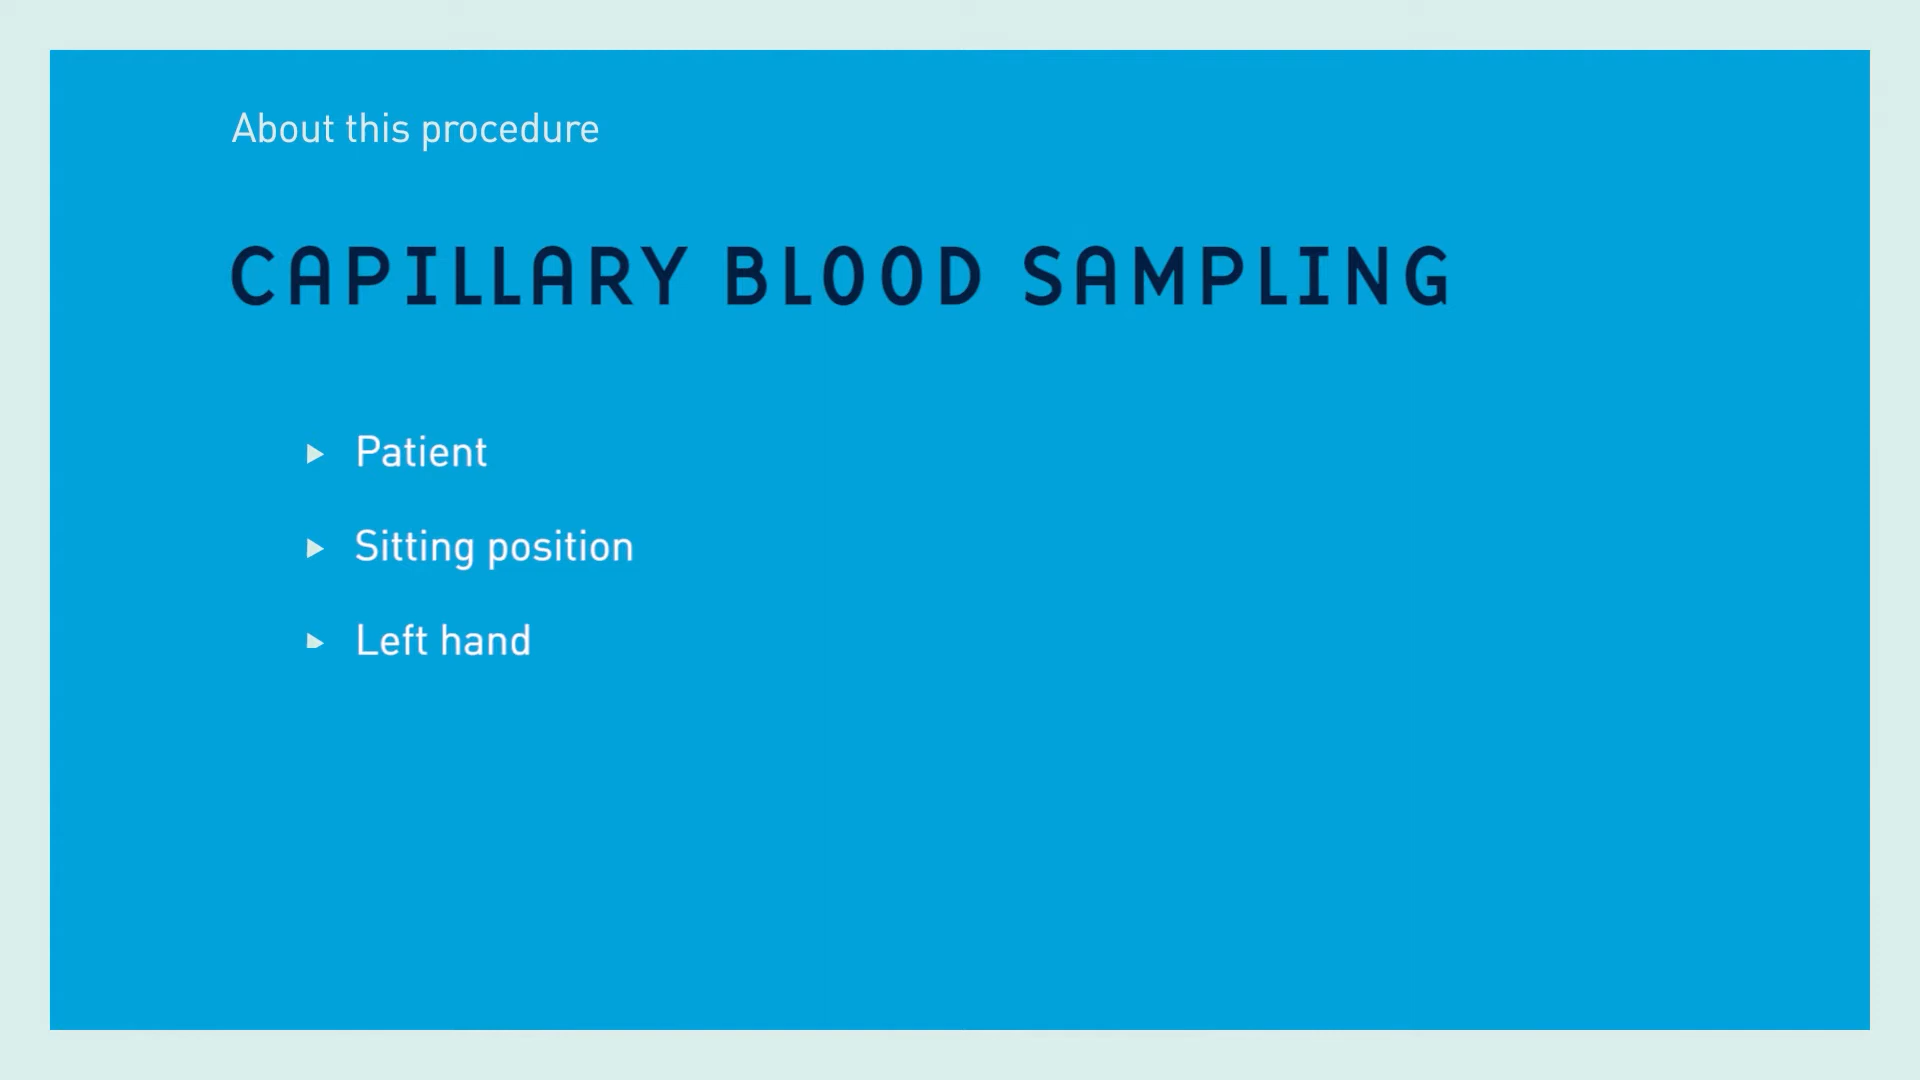 About this procedure
CAPILLARY BLOOD SAMPLING
Patient
Sitting position
Left hand